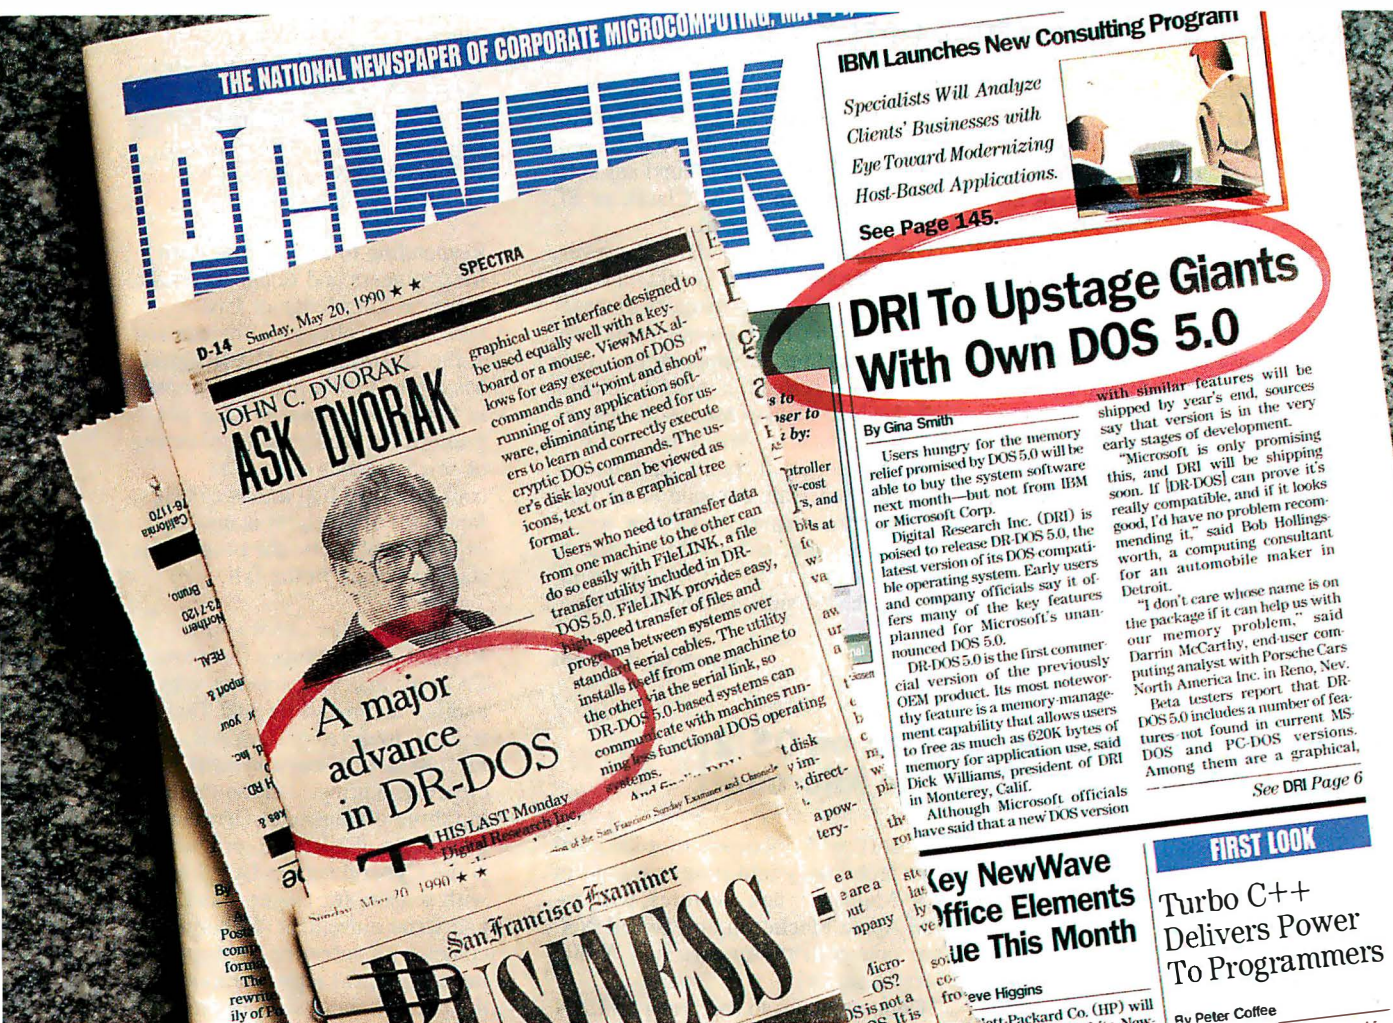 THE NATIONAL NEWSPAPER OF CORPORATE MICROCOMPUTING, MAY
PC WEEK
IBM Launches New Consulting Program
Specialists Will Analyze
Clients' Businesses with
Eye Toward Modernizing
Host-Based Applications.
See Page 145.
DRI To Upstage Giants
With Own DOS 5.0
By Gina Smith
Users hungry for the memory
relief promised by DOS 5.0 will be
able to buy the system software
next month—but not from IBM
or Microsoft Corp.
Digital Research Inc. (DRI) is
poised to release DR-DOS 5.0, the
latest version of its DOS-compati-
ble operating system. Early users
and company officials say it of-
fers many of the key features
planned for Microsoft's unan-
nounced DOS 5.0.
DR-DOS 5.0 is the first commer-
cial version of the previously
OEM product. Its most notewor-
thy feature is a memory-manage-
ment capability that allows users
to free as much as 620K bytes of
memory for application use, said
Dick Williams, president of DRI
in Monterey, Calif.
Although Microsoft officials
have said that a new DOS version
with similar features will be
shipped by year's end, sources
say that version is in the very
early stages of development.
"Microsoft is only promising
this, and DRI will be shipping
soon. If [DR-DOS] can prove it's
really compatible, and if it looks
good, I'd have no problem recom-
mending it," said Bob Hollings-
worth, a computing consultant
for an automobile maker in
Detroit.
"I don't care whose name is on
the package if it can help us with
our memory problem," said
Darrin McCarthy, end-user com-
puting analyst with Porsche Cars
North America Inc. in Reno, Nev.
Beta testers report that DR-
DOS 5.0 includes a number of fea-
tures not found in current MS-
DOS and PC-DOS versions.
Among them are a graphical,
See DRI Page 6
Key NewWave
Office Elements
ue This Month
eve Higgins
ett-Packard Co. (HP) will
FIRST LOOK
Turbo C++
Delivers Power
To Programmers
By Peter Coffee
D-14 Sunday, May 20, 1990 ★ ★ SPECTRA
JOHN C. DVORAK
ASK DVORAK
A major
advance
in DR-DOS
THIS LAST Monday
Digital Research Inc,
graphical user interface designed to
be used equally well with a key-
board or a mouse. ViewMAX al-
lows for easy execution of DOS
commands and "point and shoot"
running of any application soft-
ware, eliminating the need for us-
ers to learn and correctly execute
cryptic DOS commands. The us-
er's disk layout can be viewed as
icons, text or in a graphical tree
format.
Users who need to transfer data
from one machine to the other can
do so easily with FileLINK, a file
transfer utility included in DR-
DOS 5.0. FileLINK provides easy,
high-speed transfer of files and
programs between systems over
standard serial cables. The utility
installs itself from one machine to
the other via the serial link, so
DR-DOS 5.0-based systems can
communicate with machines run-
ning less functional DOS operating
systems.
of the San Francisco Sunday Examiner and Chronicle
Sunday, May 20, 1990 ★ ★
San Francisco Examiner
BUSINESS